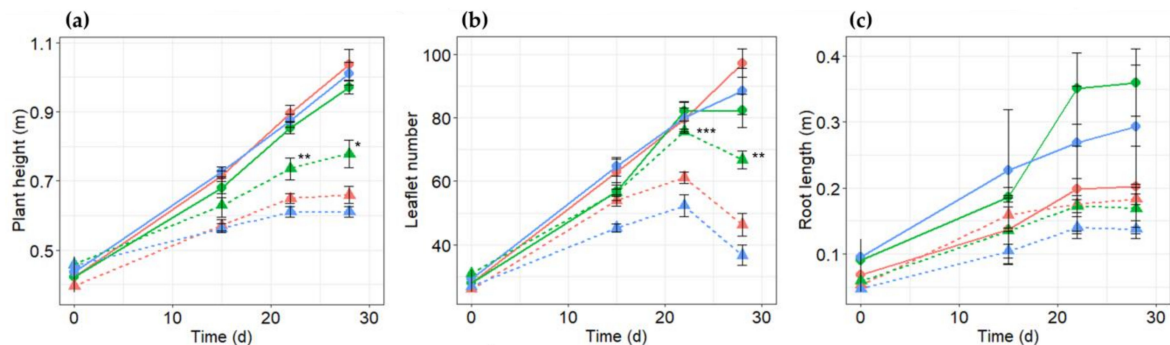 (a)
Plant height (m)
1.1
0.9
0.7
0.5
**
*
0 10 20 30
Time (d)
(b)
Leaflet number
100
80
60
40
***
**
0 10 20 30
Time (d)
(c)
Root length (m)
0.4
0.3
0.2
0.1
0 10 20 30
Time (d)